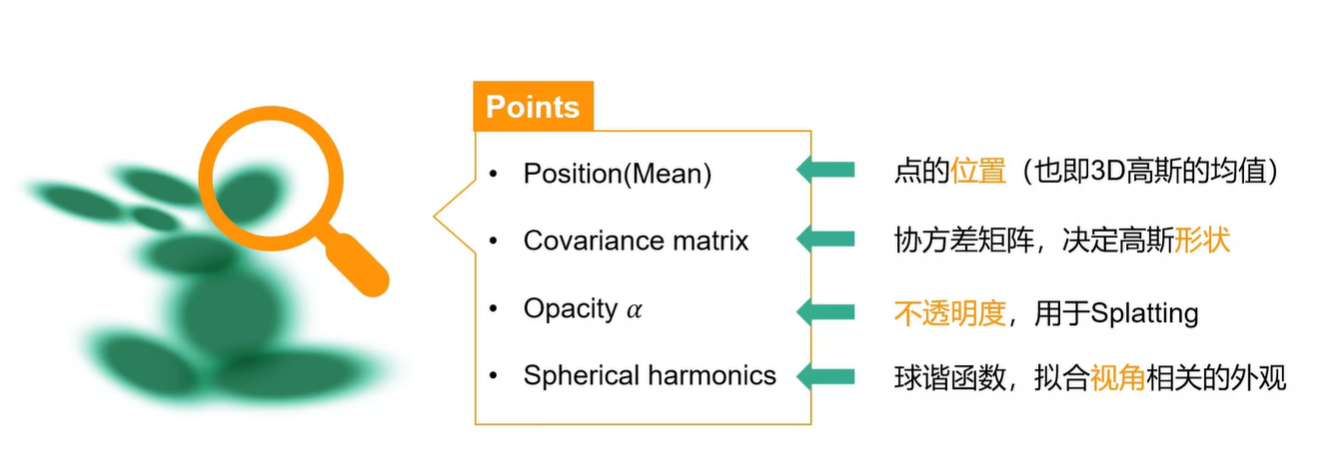 Points
• Position(Mean)
点的位置（也即3D高斯的均值）
• Covariance matrix
协方差矩阵，决定高斯形状
• Opacity α
不透明度，用于Splatting
• Spherical harmonics
球谐函数，拟合视角相关的外观